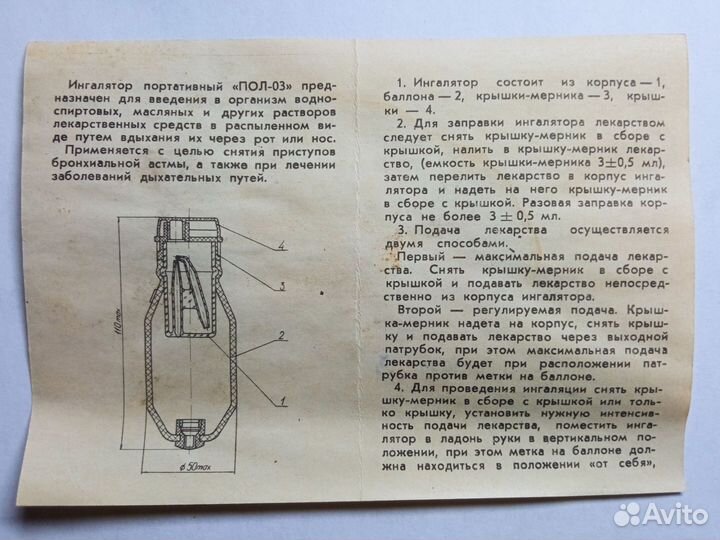 Ингалятор портативный «ПОЛ-03» пред-
назначен для введения в организм водно-
спиртовых, масляных и других растворов
лекарственных средств в распыленном ви-
де путем вдыхания их через рот или нос.
Применяется с целью снятия приступов
бронхиальной астмы, а также при лечении
заболеваний дыхательных путей.
4
3
2
1
110max
ϕ50max
1. Ингалятор состоит из корпуса — 1,
баллона — 2, крышки-мерника — 3, крыш-
ки — 4.
2. Для заправки ингалятора лекарством
следует снять крышку-мерник в сборе с
крышкой, налить в крышку-мерник лекар-
ство, (емкость крышки-мерника 3±0,5 мл),
затем перелить лекарство в корпус инга-
лятора и надеть на него крышку-мерник
в сборе с крышкой. Разовая заправка кор-
пуса не более 3 ± 0,5 мл.
3. Подача лекарства осуществляется
двумя способами.
Первый — максимальная подача лекар-
ства. Снять крышку-мерник в сборе с
крышкой и подавать лекарство непосред-
ственно из корпуса ингалятора.
Второй — регулируемая подача. Крыш-
ка-мерник надета на корпус, снять крыш-
ку и подавать лекарство через выходной
патрубок, при этом максимальная подача
лекарства будет при расположении пат-
рубка против метки на баллоне.
4. Для проведения ингаляции снять кры-
шку-мерник в сборе с крышкой или толь-
ко крышку, установить нужную интенсив-
ность подачи лекарства, поместить инга-
лятор в ладонь руки в вертикальном по-
ложении, при этом метка на баллоне дол-
жна находиться в положении «от себя»,
Avito